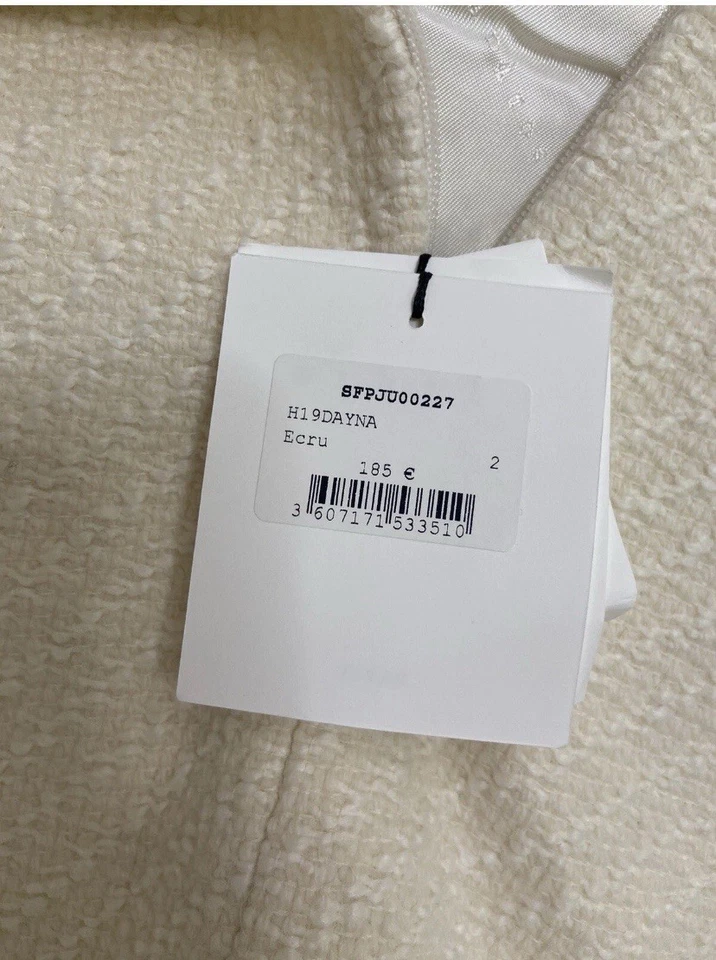 SFPJU00227
H19DAYNA
Ecru
2
185 €
3 607171 533510